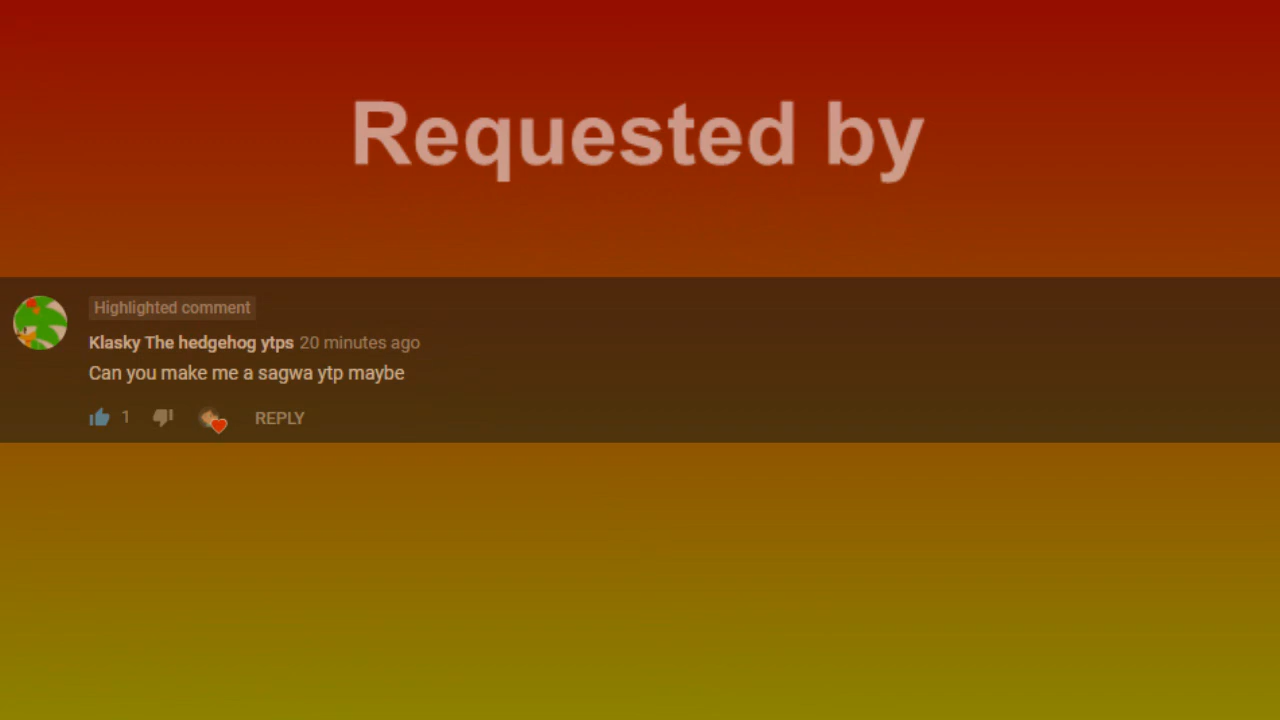 Requested by
Highlighted comment
Klasky The hedgehog ytps 20 minutes ago
Can you make me a sagwa ytp maybe
1 REPLY